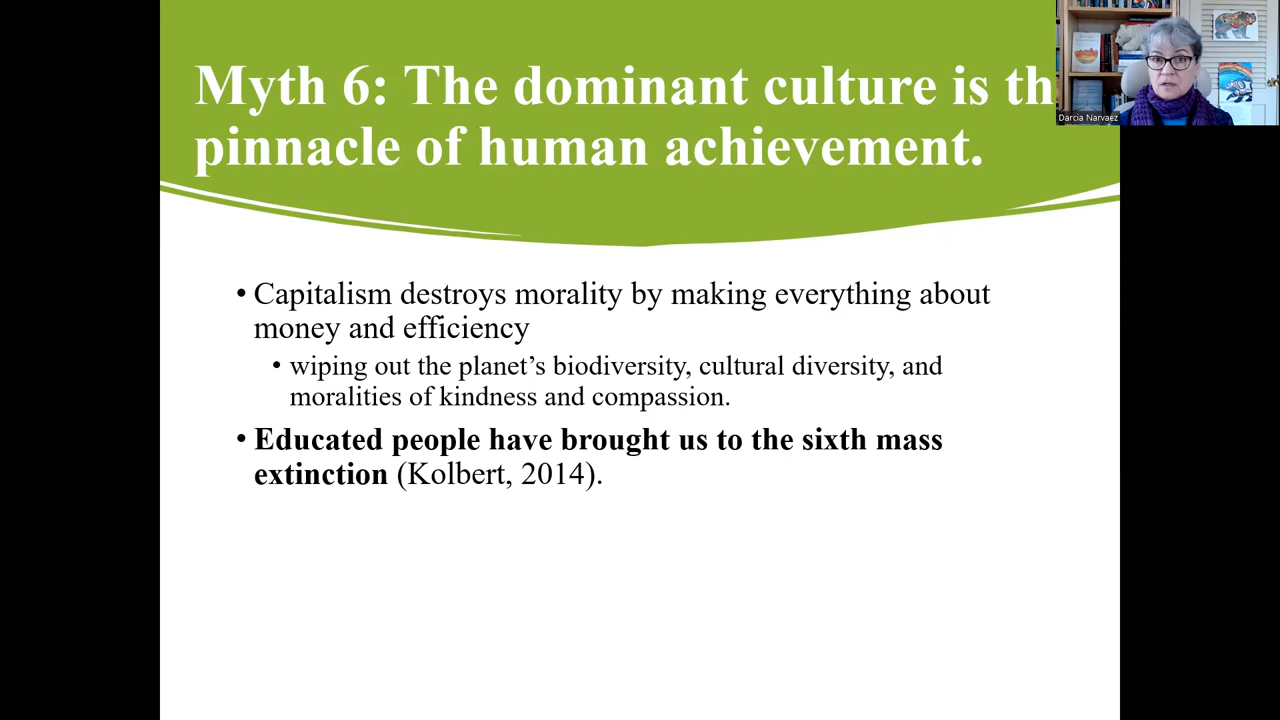 Myth 6: The dominant culture is th
pinnacle of human achievement.
Darcia Narvaez
• Capitalism destroys morality by making everything about
money and efficiency
• wiping out the planet’s biodiversity, cultural diversity, and
moralities of kindness and compassion.
• Educated people have brought us to the sixth mass
extinction (Kolbert, 2014).